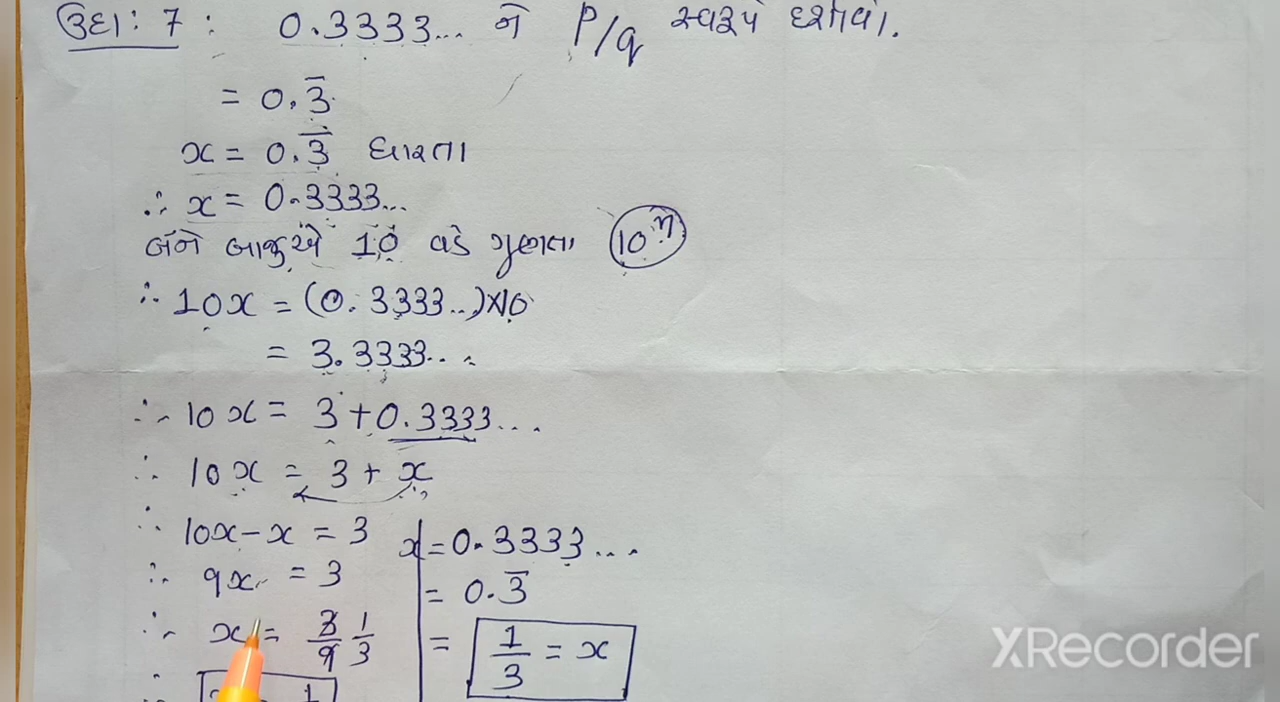 ઉદા: 7 : 0.3333... ને P/q સ્વરૂપે દર્શાવો.
= 0.3̅
x = 0.3̅ ધારતા
∴ x = 0.3333...
બંને બાજુએ 10 વડે ગુણતા 10ⁿ
∴ 10x = (0.3333..)×10
= 3.3333...
∴ 10x = 3+0.3333...
∴ 10x = 3 + x
∴ 10x-x = 3
∴ 9x = 3
∴ x = 3/9 1/3
x = 0.3333...
= 0.3̅
= 1/3 = x
XRecorder